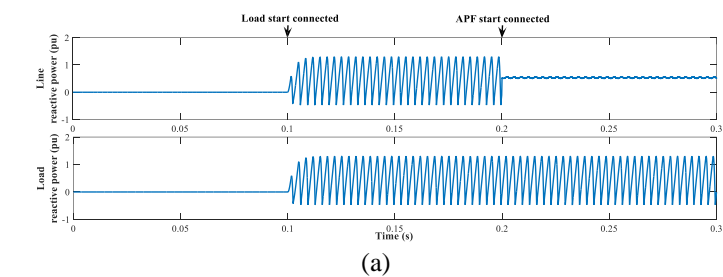 Load start connected APF start connected
Line
reactive power (pu)
2
1
0
-1
0 0.05 0.1 0.15 0.2 0.25 0.3
Load
reactive power (pu)
2
1
0
-1
0 0.05 0.1 0.15 0.2 0.25 0.3
Time (s)
(a)